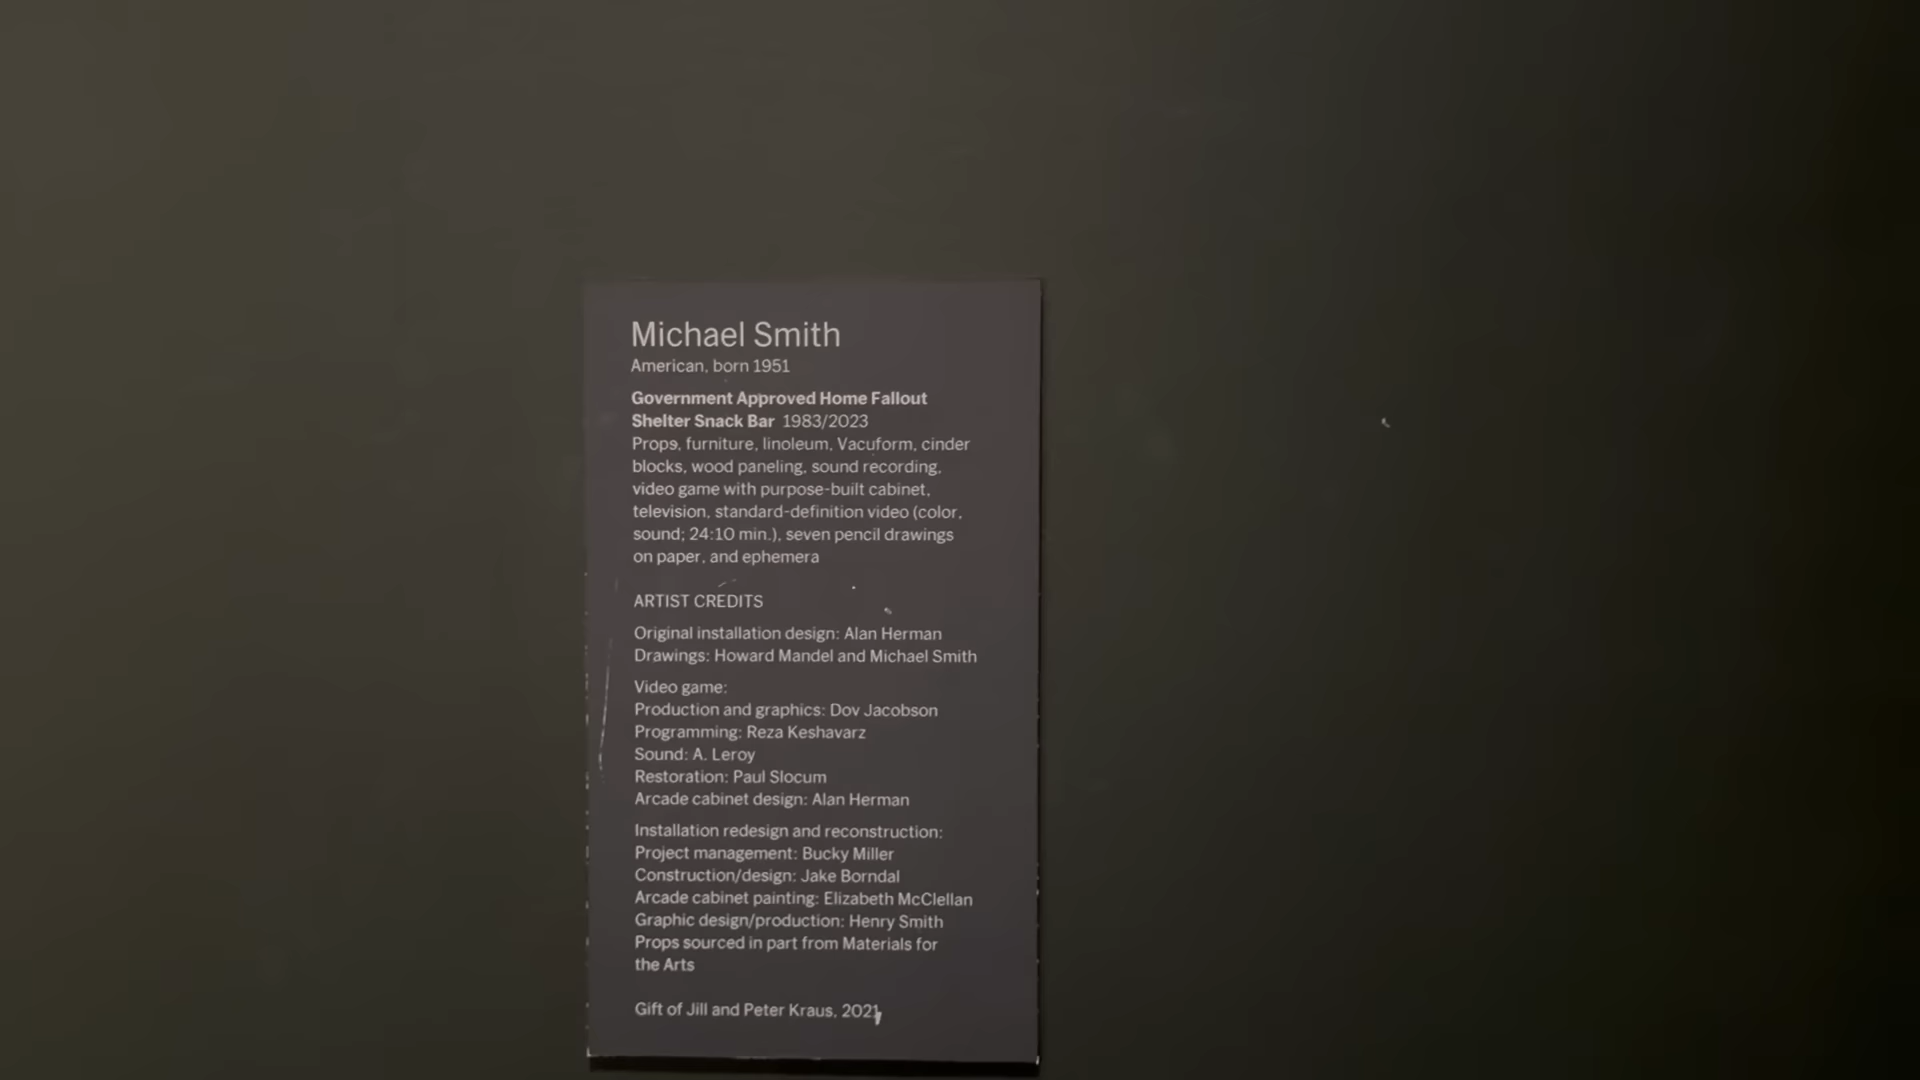 Michael Smith
American, born 1951
Government Approved Home Fallout
Shelter Snack Bar 1983/2023
Props, furniture, linoleum, Vacuform, cinder
blocks, wood paneling, sound recording,
video game with purpose-built cabinet,
television, standard-definition video (color,
sound; 24:10 min.), seven pencil drawings
on paper, and ephemera
ARTIST CREDITS
Original installation design: Alan Herman
Drawings: Howard Mandel and Michael Smith
Video game:
Production and graphics: Dov Jacobson
Programming: Reza Keshavarz
Sound: A. Leroy
Restoration: Paul Slocum
Arcade cabinet design: Alan Herman
Installation redesign and reconstruction:
Project management: Bucky Miller
Construction/design: Jake Borndal
Arcade cabinet painting: Elizabeth McClellan
Graphic design/production: Henry Smith
Props sourced in part from Materials for
the Arts
Gift of Jill and Peter Kraus, 2021